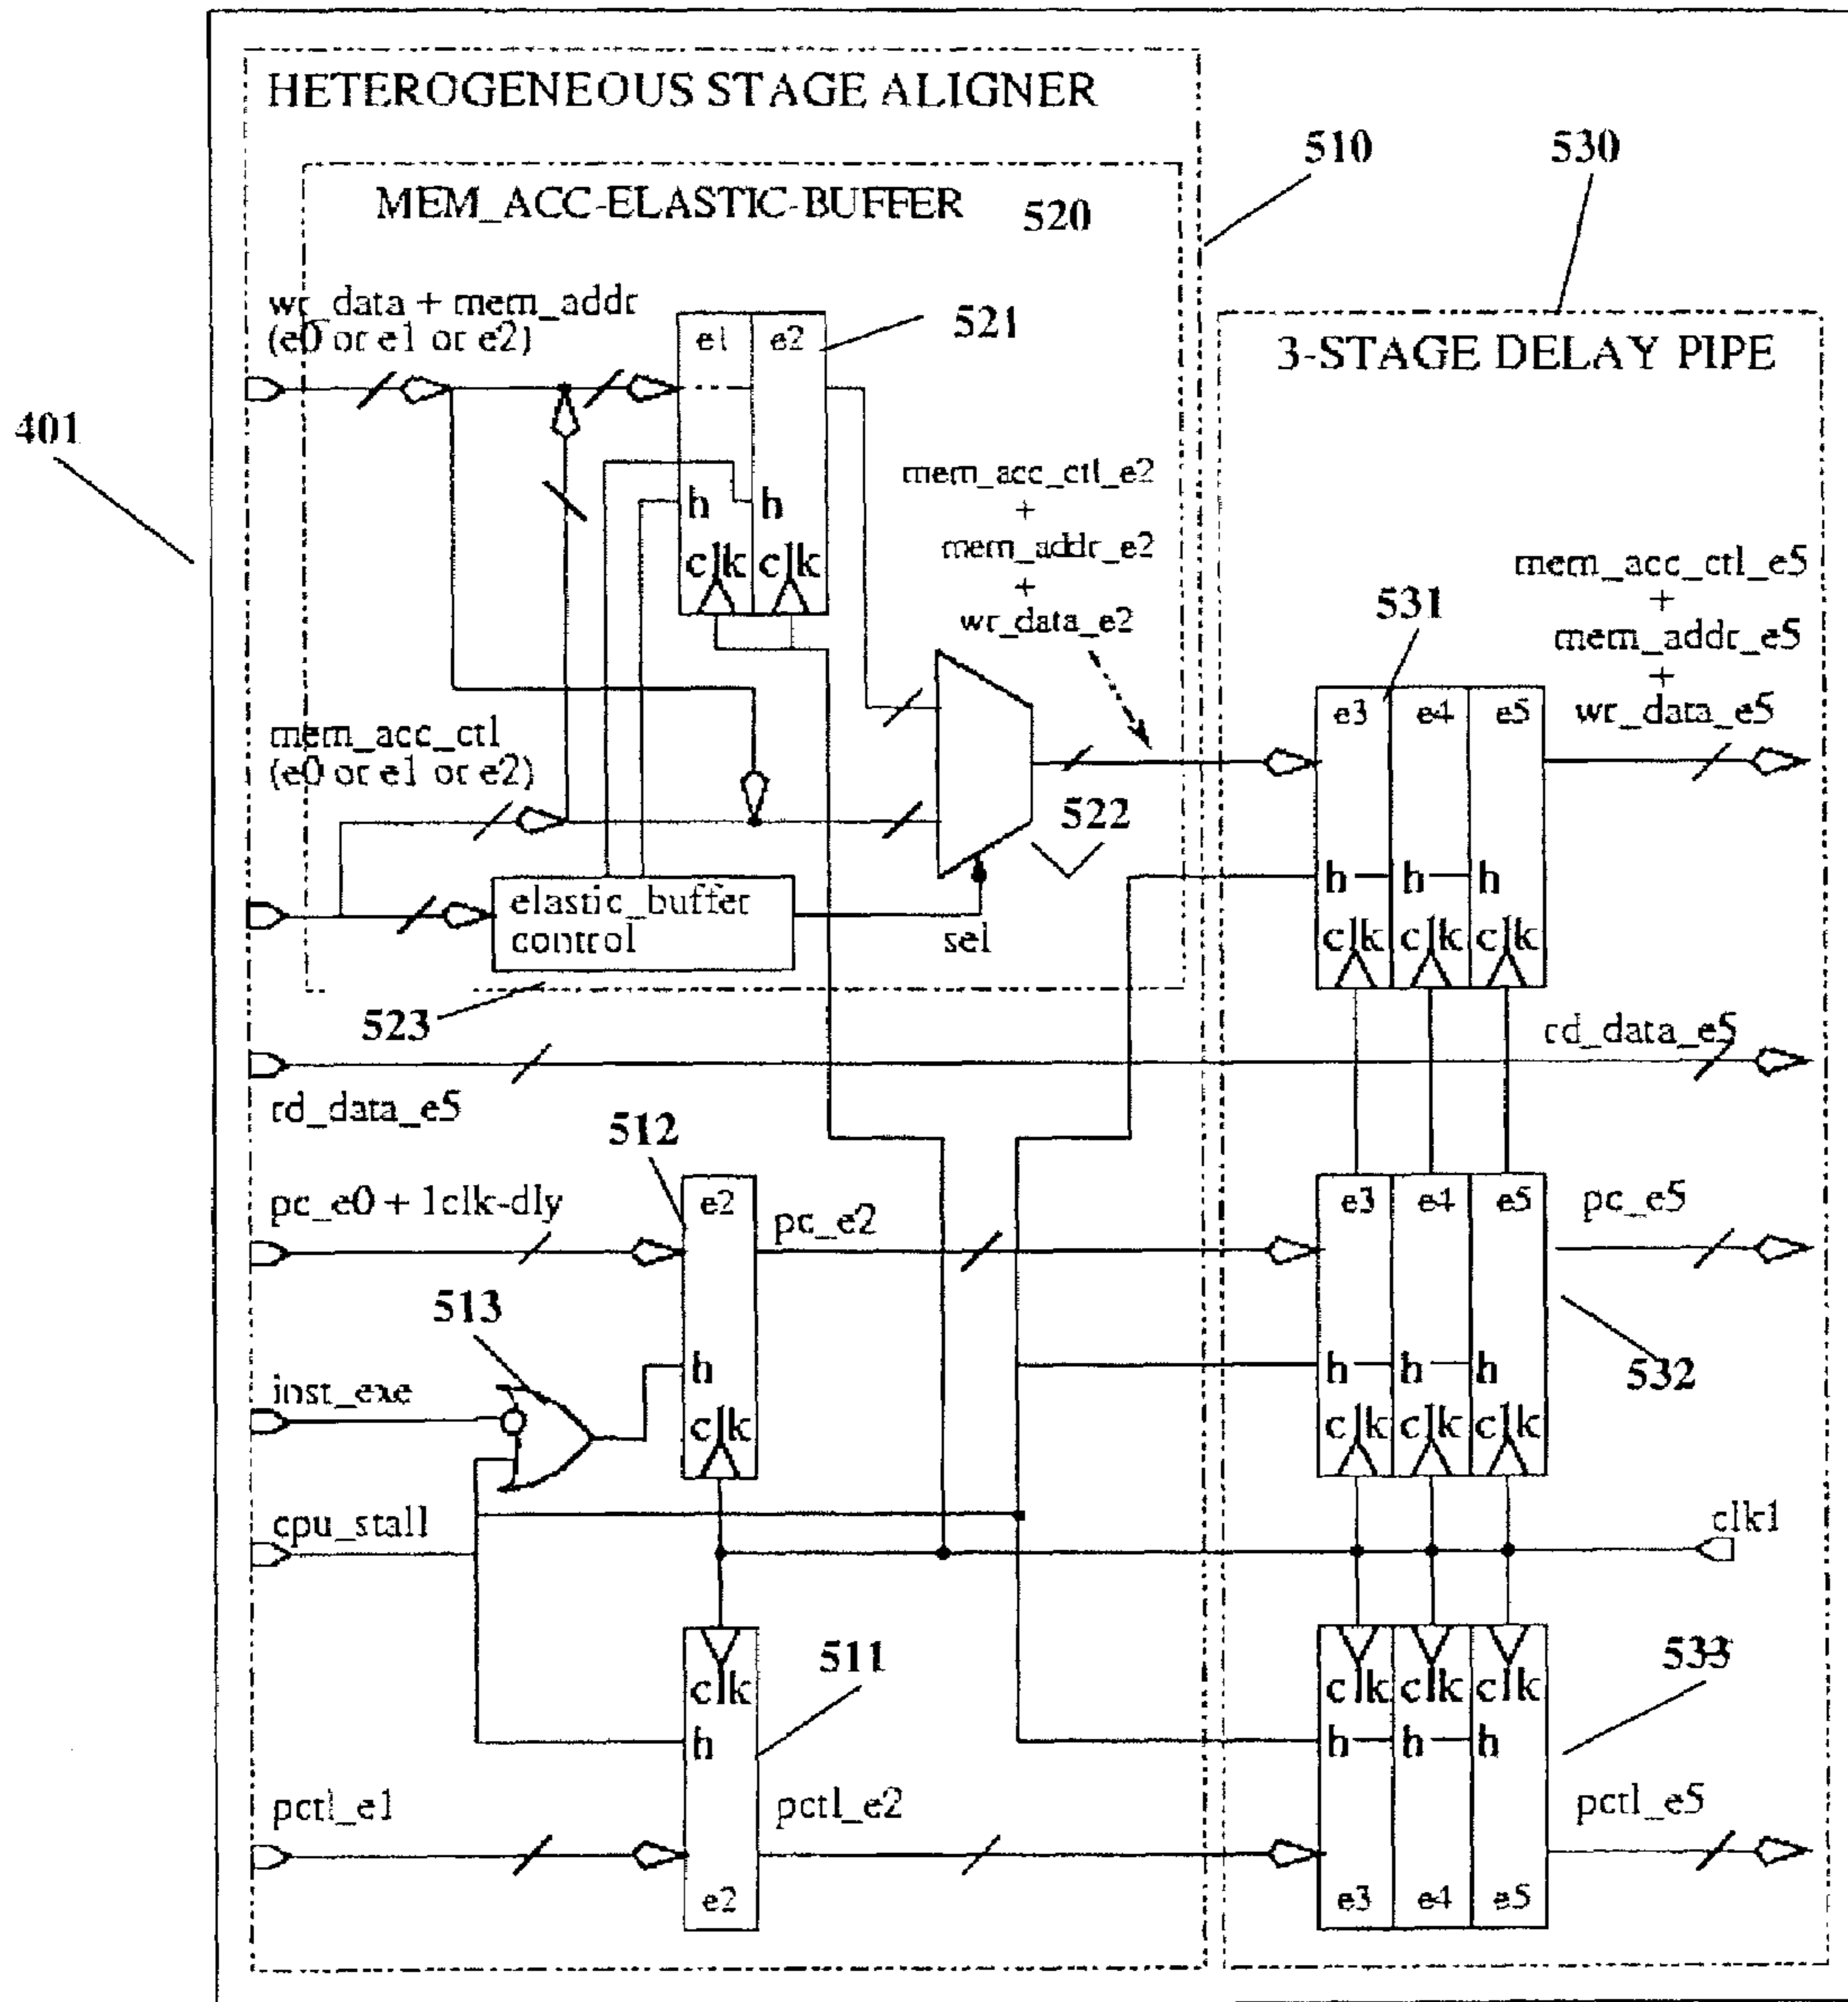 HETEROGENEOUS STAGE ALIGNER
510
530
MEM_ACC-ELASTIC-BUFFER
520
wr_data + mem_addr
(e0 or e1 or e2)
e1 e2
521
3-STAGE DELAY PIPE
401
h h
clk clk
mem_acc_ctl_e2
+
mem_addr_e2
+
wr_data_e2
mem_acc_ctl_e5
+
mem_addr_e5
+
wr_data_e5
531
e3 e4 e5
mem_acc_ctl
(e0 or e1 or e2)
522
h h h
elastic_buffer
control
sel
clk clk clk
523
rd_data_e5
rd_data_e5
512
pc_e0 + 1clk-dly
e2
pc_e2
e3 e4 e5
pc_e5
513
h
h h h
532
inst_exe
clk
clk clk clk
cpu_stall
clk1
511
533
clk
clk clk clk
h
h h h
pctl_e1
pctl_e2
pctl_e5
e2
e3 e4 e5